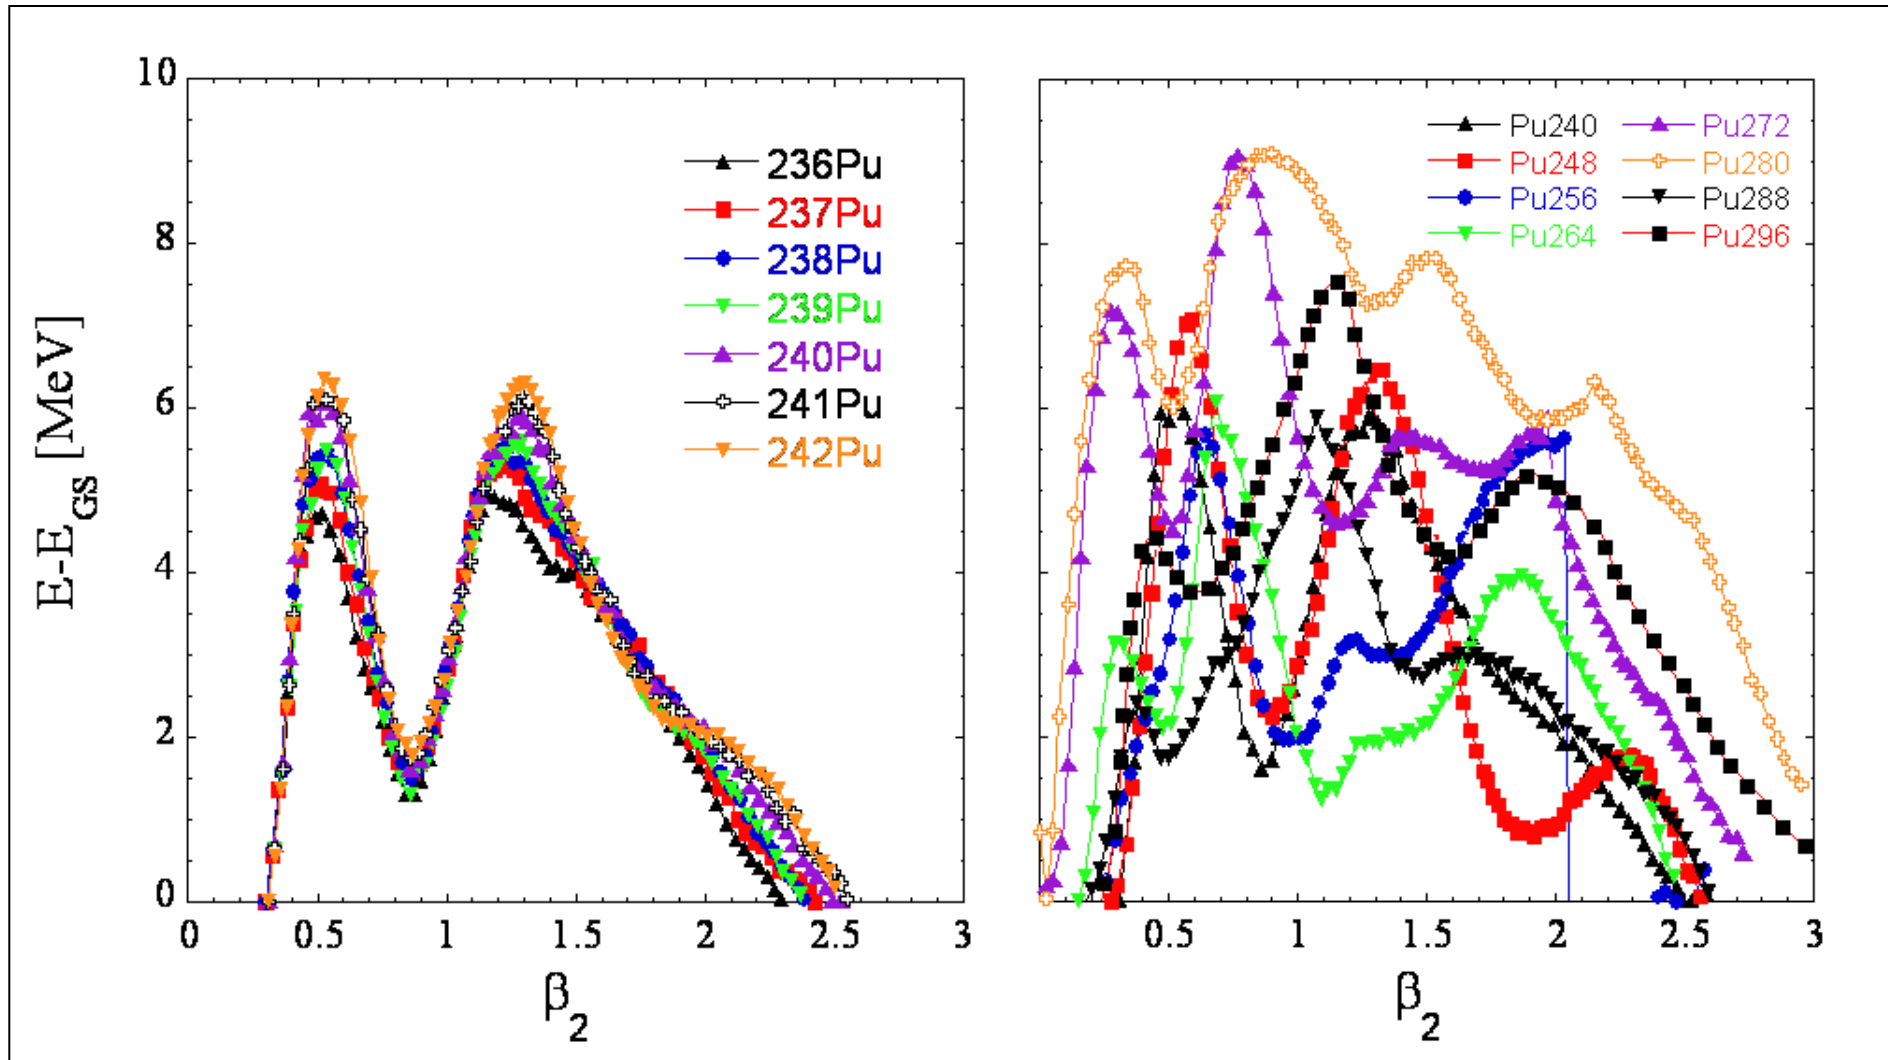 10
8
6
4
2
0
E-E_GS [MeV]
236Pu
237Pu
238Pu
239Pu
240Pu
241Pu
242Pu
0 0.5 1 1.5 2 2.5 3
β2
Pu240 Pu272
Pu248 Pu280
Pu256 Pu288
Pu264 Pu296
0.5 1 1.5 2 2.5 3
β2